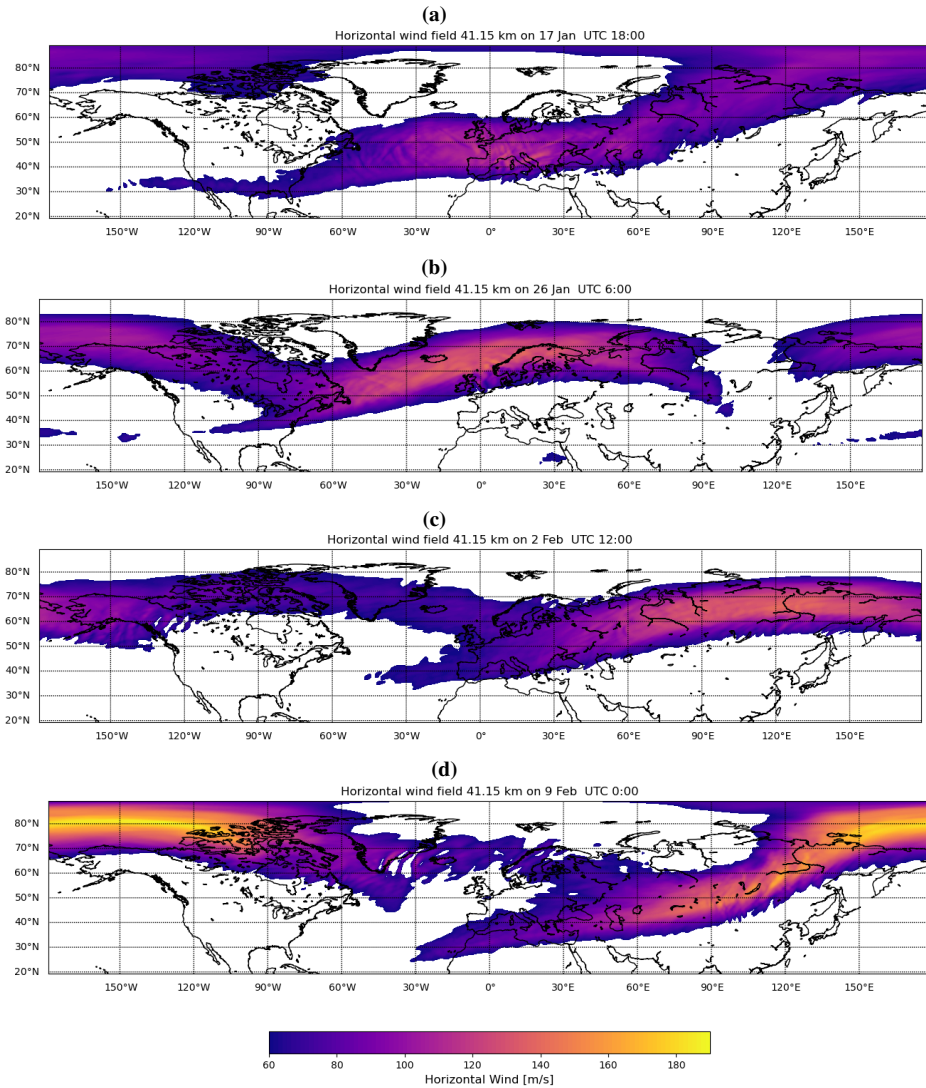 (a)
Horizontal wind field 41.15 km on 17 Jan  UTC 18:00
80°N
70°N
60°N
50°N
40°N
30°N
20°N
150°W 120°W 90°W 60°W 30°W 0° 30°E 60°E 90°E 120°E 150°E
(b)
Horizontal wind field 41.15 km on 26 Jan  UTC 6:00
80°N
70°N
60°N
50°N
40°N
30°N
20°N
150°W 120°W 90°W 60°W 30°W 0° 30°E 60°E 90°E 120°E 150°E
(c)
Horizontal wind field 41.15 km on 2 Feb  UTC 12:00
80°N
70°N
60°N
50°N
40°N
30°N
20°N
150°W 120°W 90°W 60°W 30°W 0° 30°E 60°E 90°E 120°E 150°E
(d)
Horizontal wind field 41.15 km on 9 Feb  UTC 0:00
80°N
70°N
60°N
50°N
40°N
30°N
20°N
150°W 120°W 90°W 60°W 30°W 0° 30°E 60°E 90°E 120°E 150°E
60 80 100 120 140 160 180
Horizontal Wind [m/s]